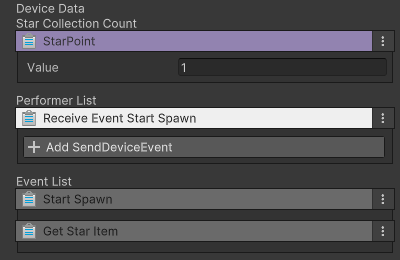 Device Data
Star Collection Count
StarPoint
Value 1
Performer List
Receive Event Start Spawn
+ Add SendDeviceEvent
Event List
Start Spawn
Get Star Item